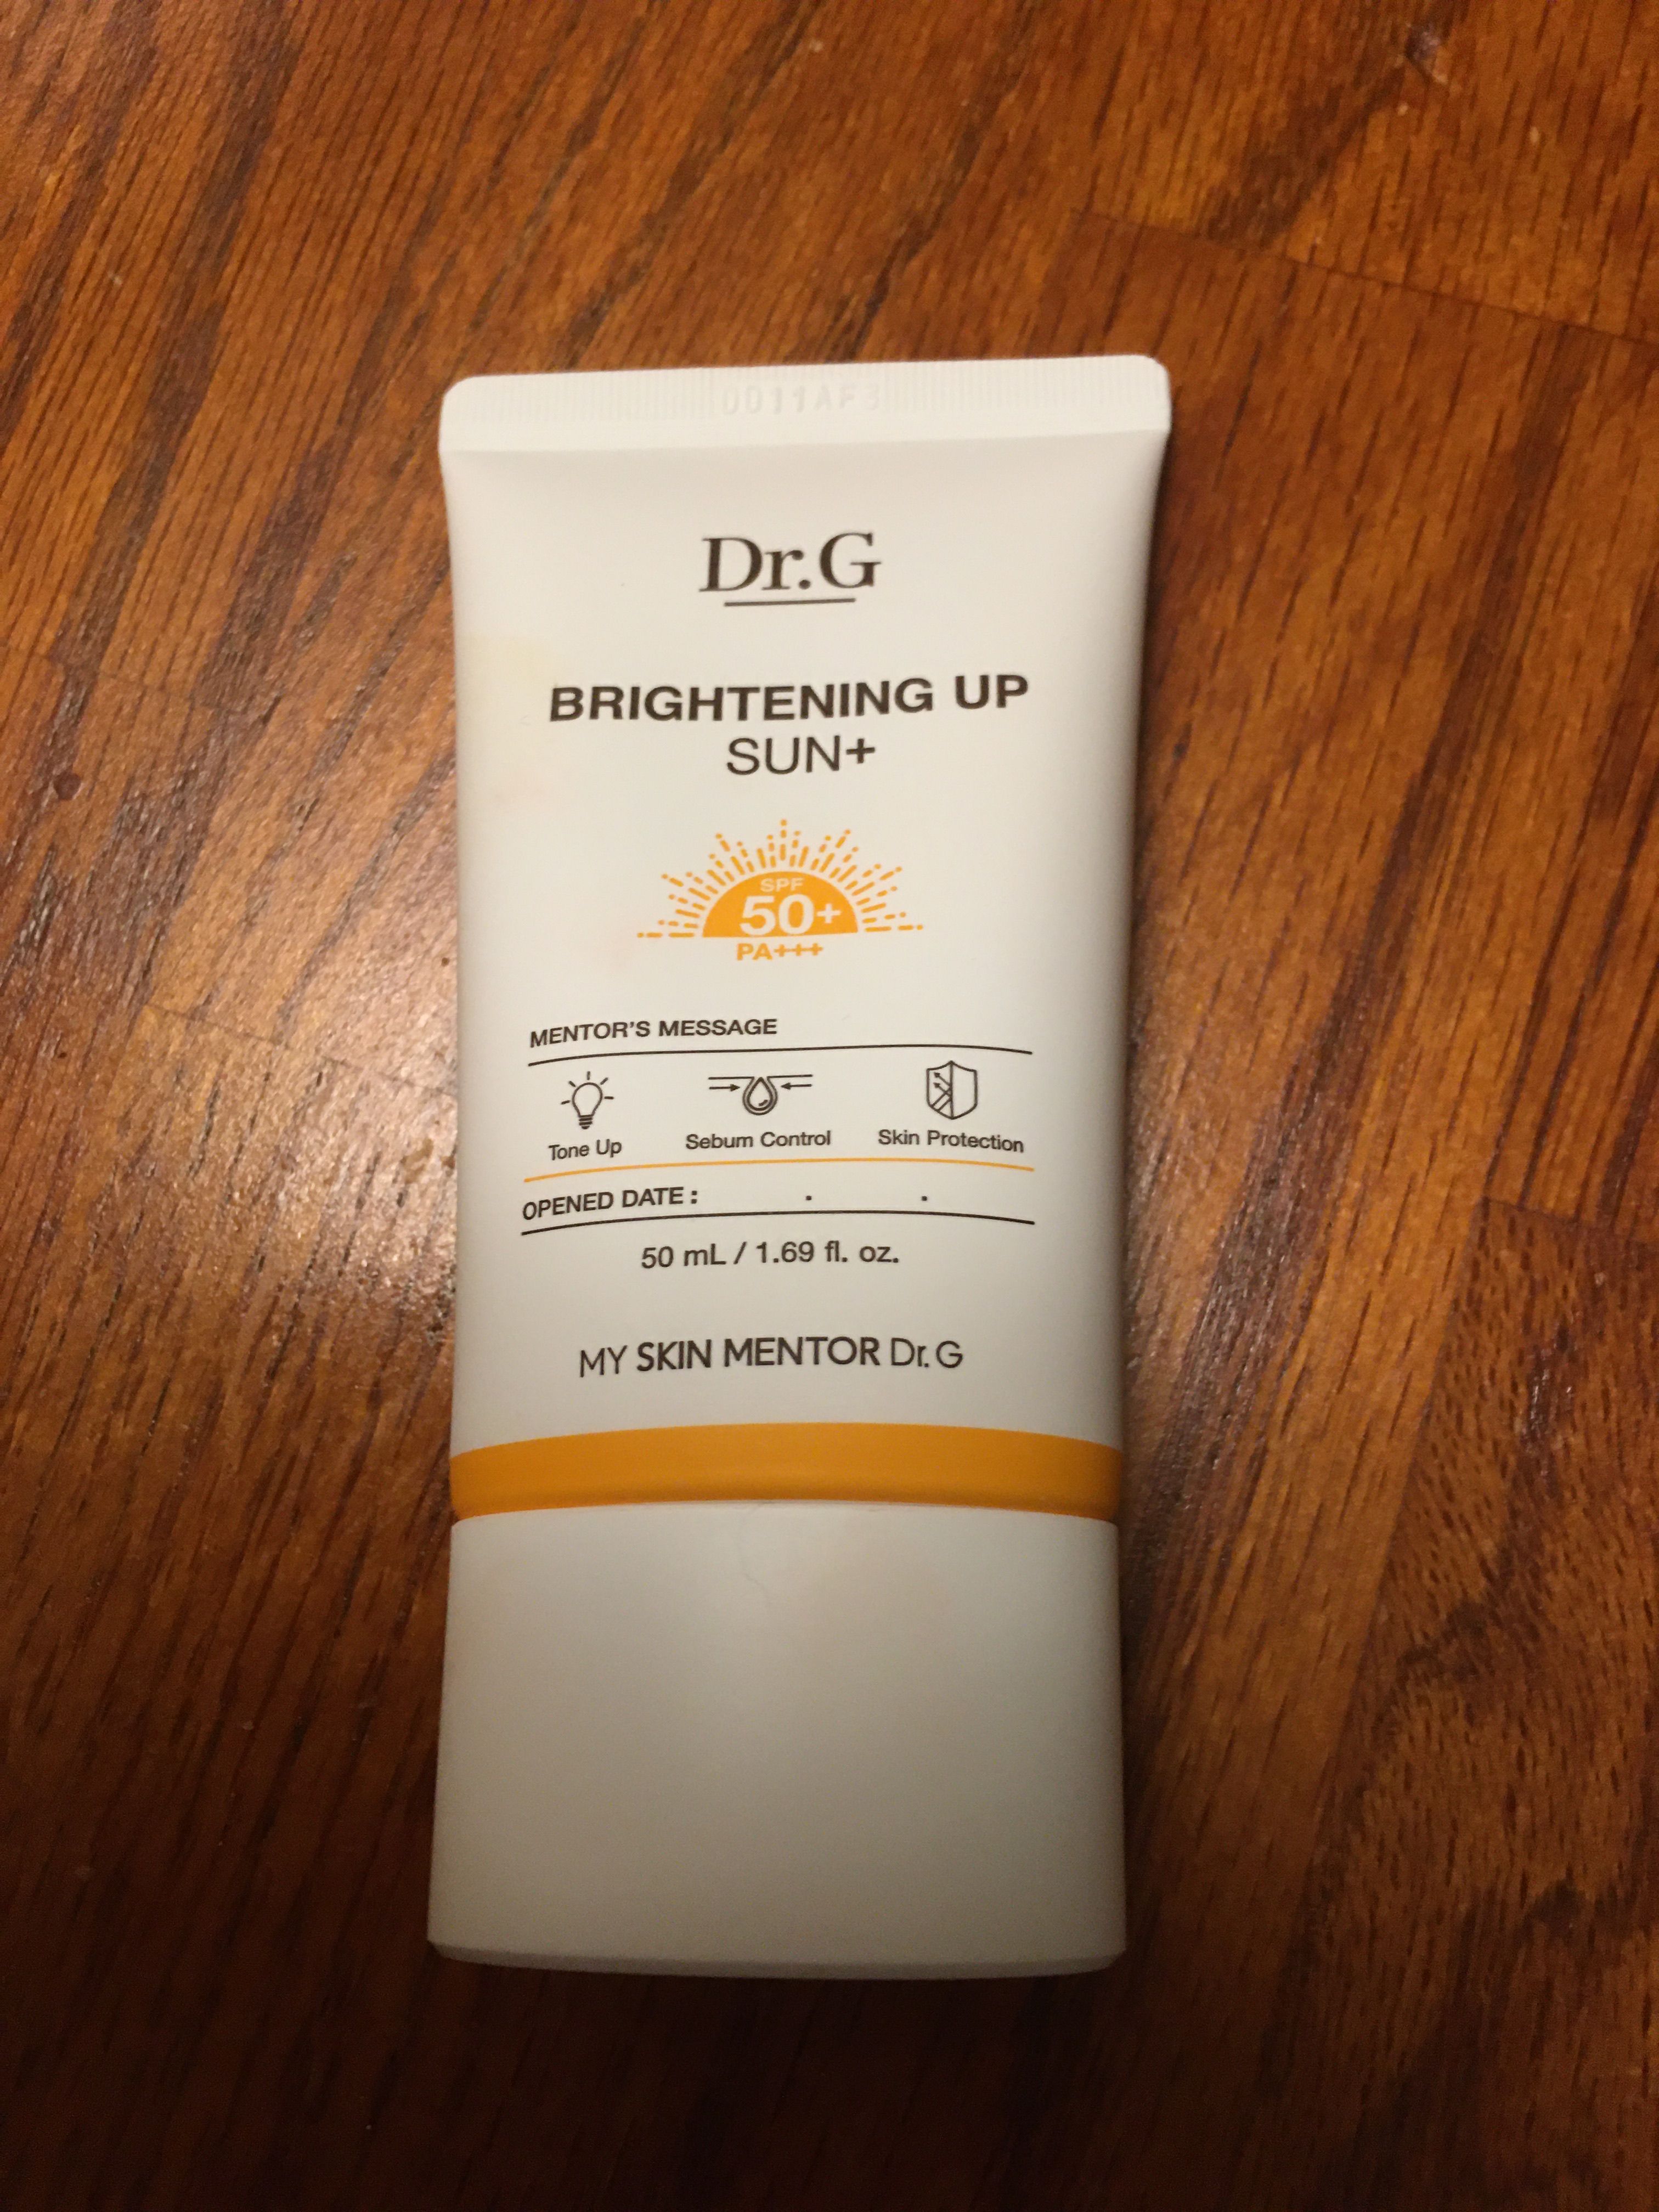 0011AF3
Dr.G
BRIGHTENING UP
SUN+
SPF
50+
PA+++
MENTOR'S MESSAGE
Tone Up Sebum Control Skin Protection
OPENED DATE : . .
50 mL / 1.69 fl. oz.
MY SKIN MENTOR Dr.G